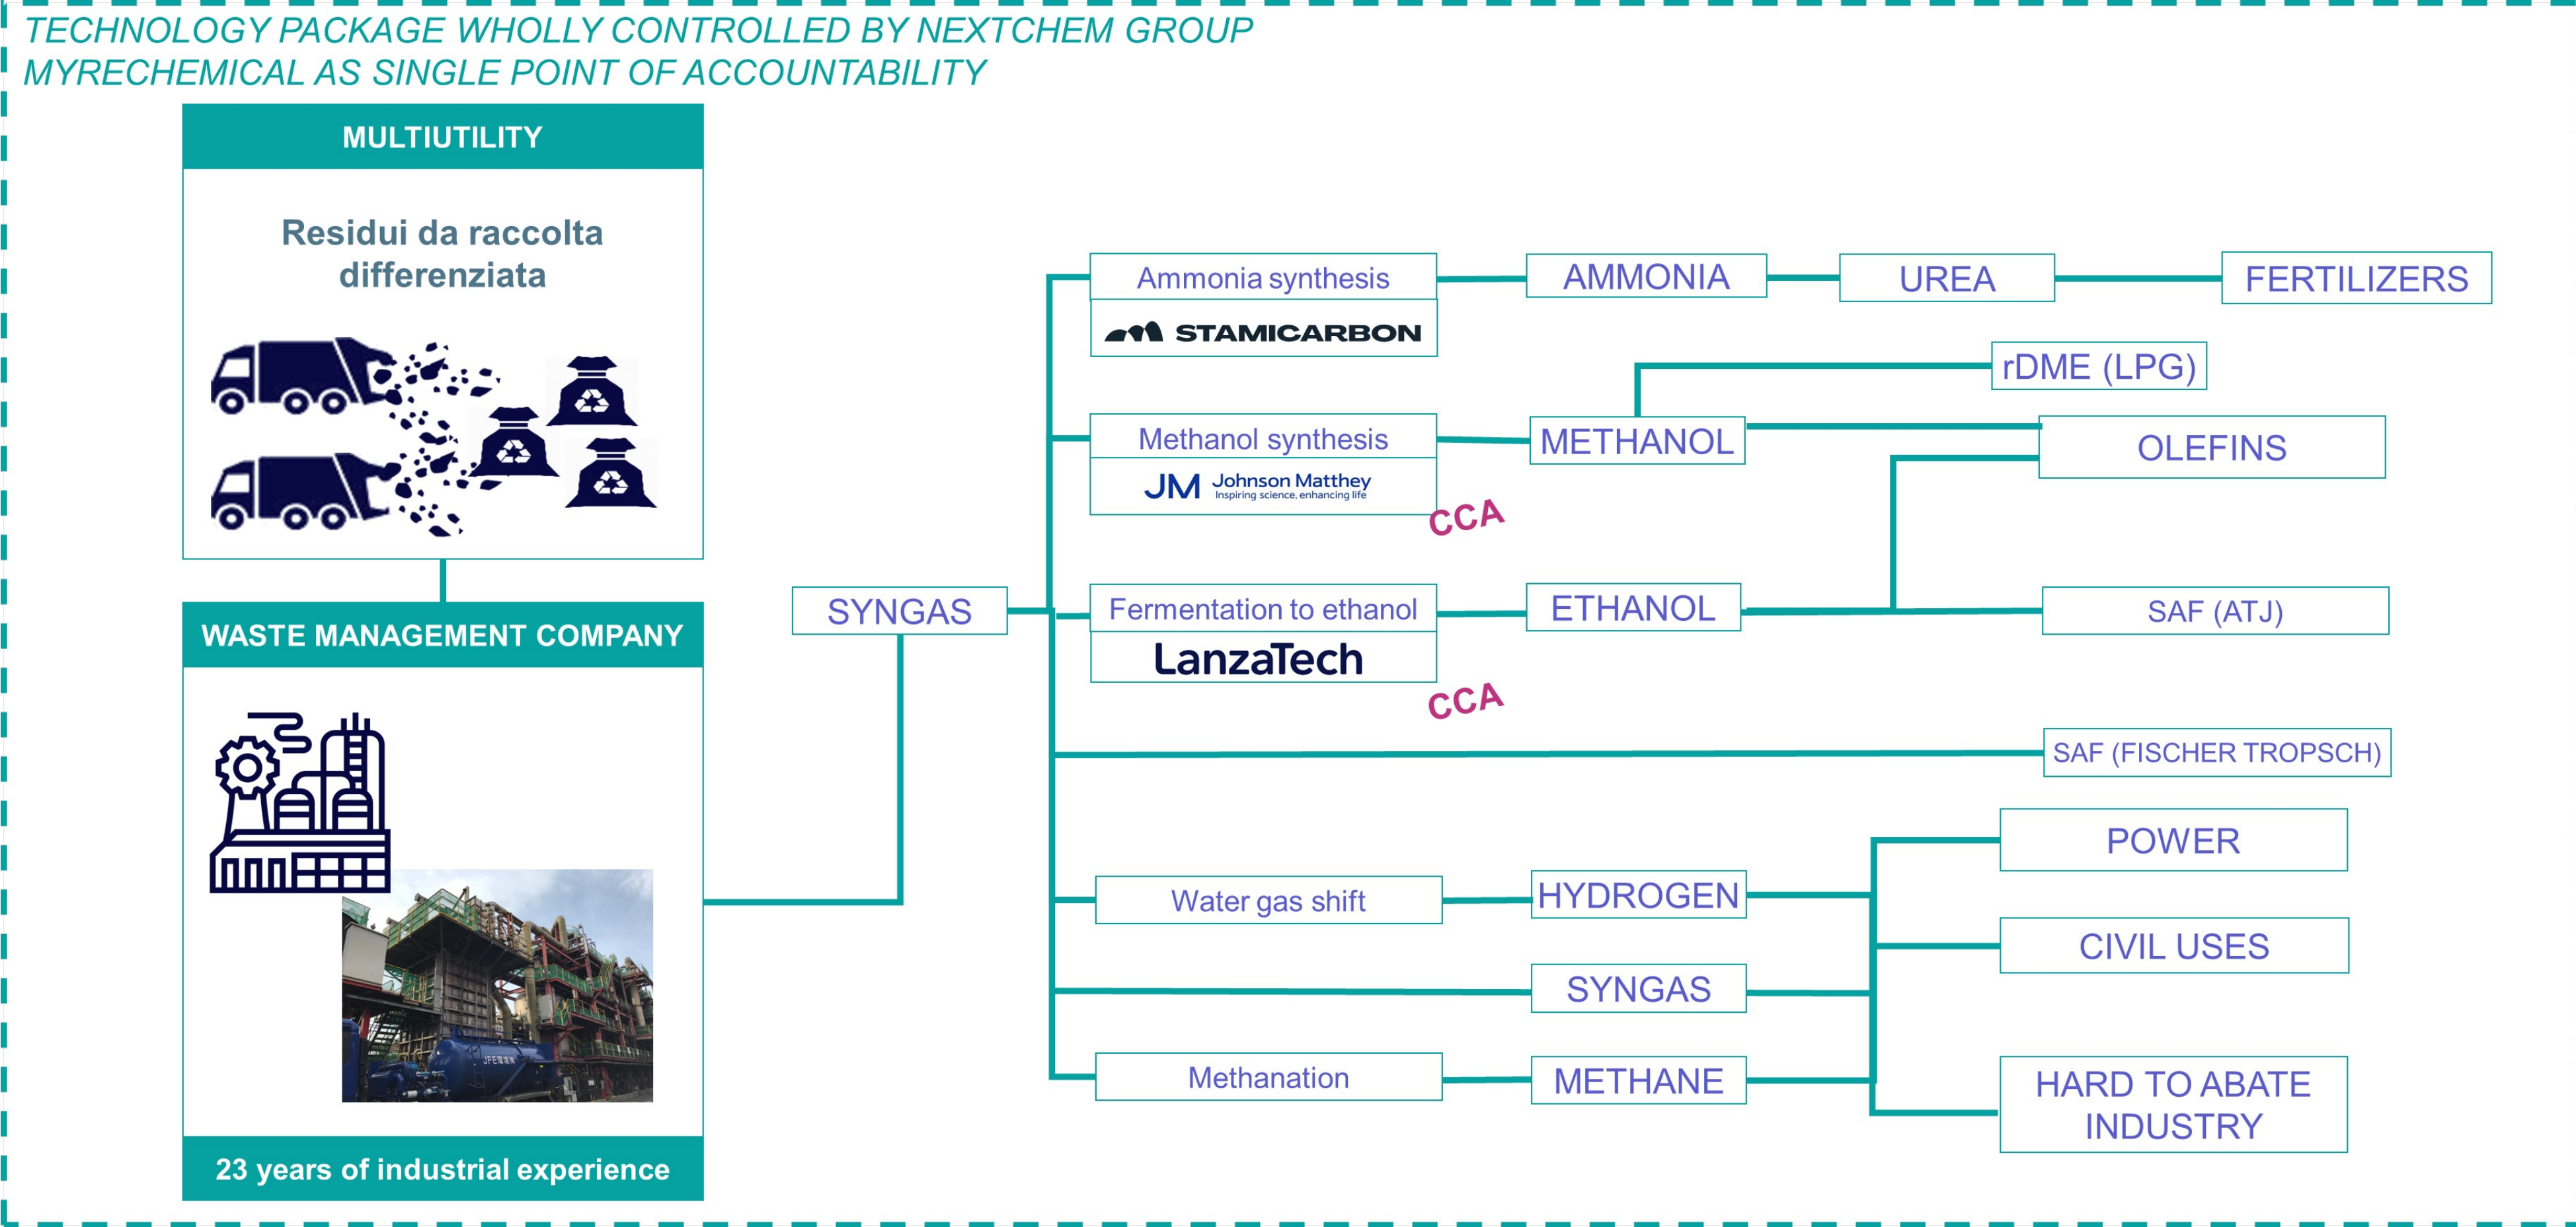 TECHNOLOGY PACKAGE WHOLLY CONTROLLED BY NEXTCHEM GROUP
MYRECHEMICAL AS SINGLE POINT OF ACCOUNTABILITY
MULTIUTILITY
Residui da raccolta
differenziata
WASTE MANAGEMENT COMPANY
23 years of industrial experience
SYNGAS
Ammonia synthesis
STAMICARBON
AMMONIA
UREA
FERTILIZERS
Methanol synthesis
JM Johnson Matthey
Inspiring science, enhancing life
CCA
METHANOL
rDME (LPG)
OLEFINS
Fermentation to ethanol
LanzaTech
CCA
ETHANOL
SAF (ATJ)
SAF (FISCHER TROPSCH)
Water gas shift
HYDROGEN
SYNGAS
Methanation
METHANE
POWER
CIVIL USES
HARD TO ABATE
INDUSTRY